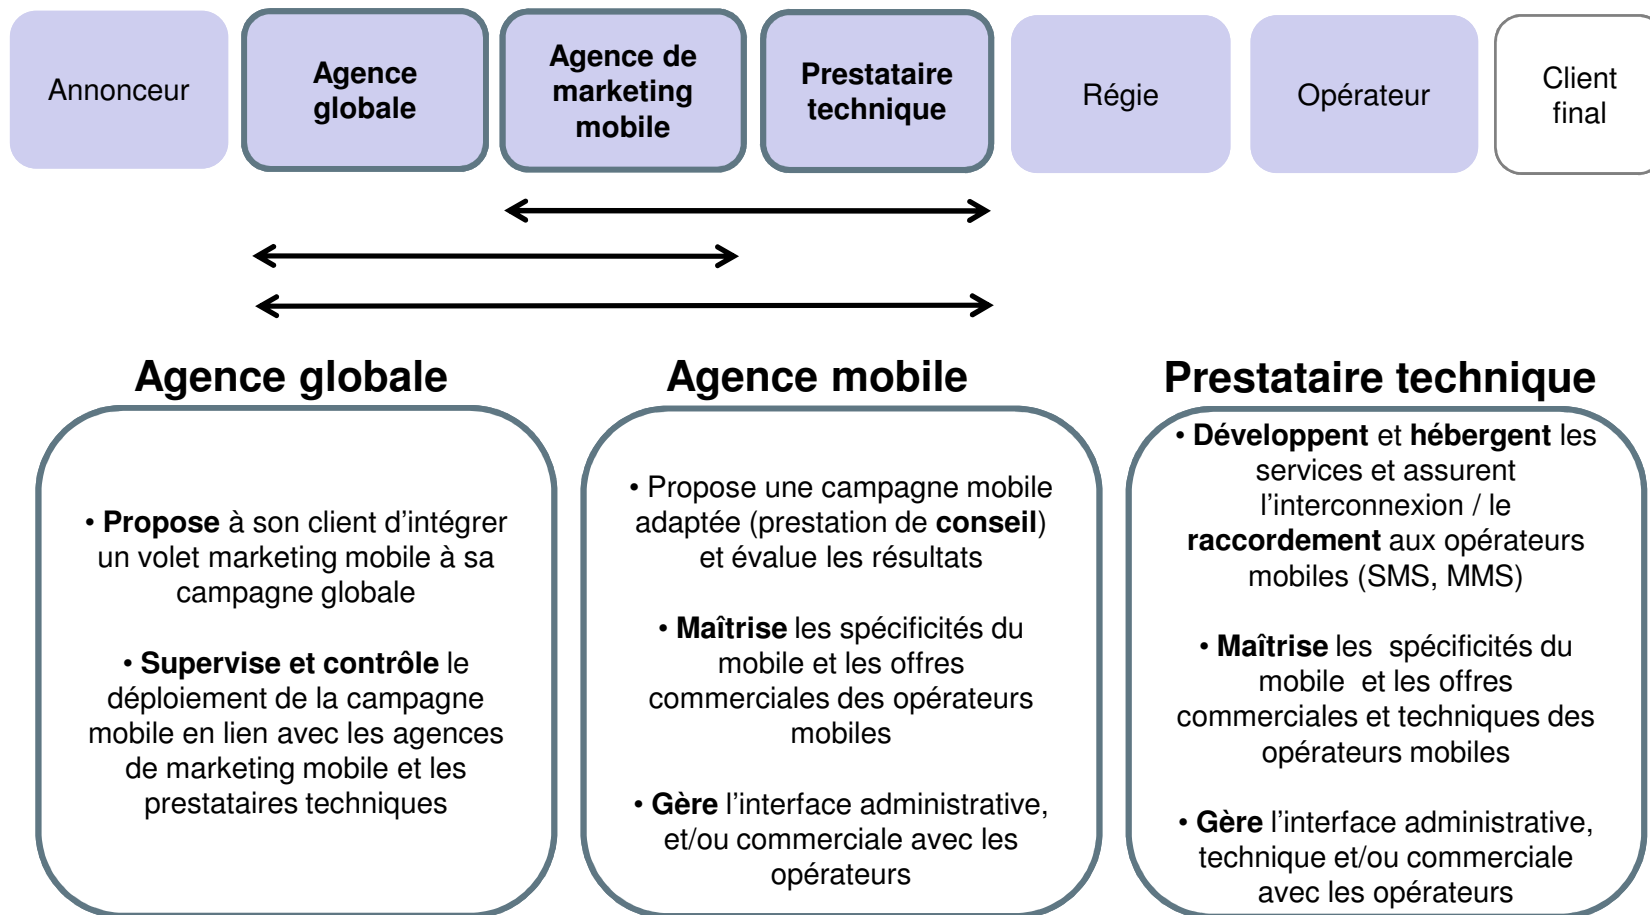 Annonceur
Agence
globale
Agence de
marketing
mobile
Prestataire
technique
Régie
Opérateur
Client
final
Agence globale
• Propose à son client d’intégrer
un volet marketing mobile à sa
campagne globale
• Supervise et contrôle le
déploiement de la campagne
mobile en lien avec les agences
de marketing mobile et les
prestataires techniques
Agence mobile
• Propose une campagne mobile
adaptée (prestation de conseil)
et évalue les résultats
• Maîtrise les spécificités du
mobile et les offres
commerciales des opérateurs
mobiles
• Gère l’interface administrative,
et/ou commerciale avec les
opérateurs
Prestataire technique
• Développent et hébergent les
services et assurent
l’interconnexion / le
raccordement aux opérateurs
mobiles (SMS, MMS)
• Maîtrise les spécificités du
mobile et les offres
commerciales et techniques des
opérateurs mobiles
• Gère l’interface administrative,
technique et/ou commerciale
avec les opérateurs